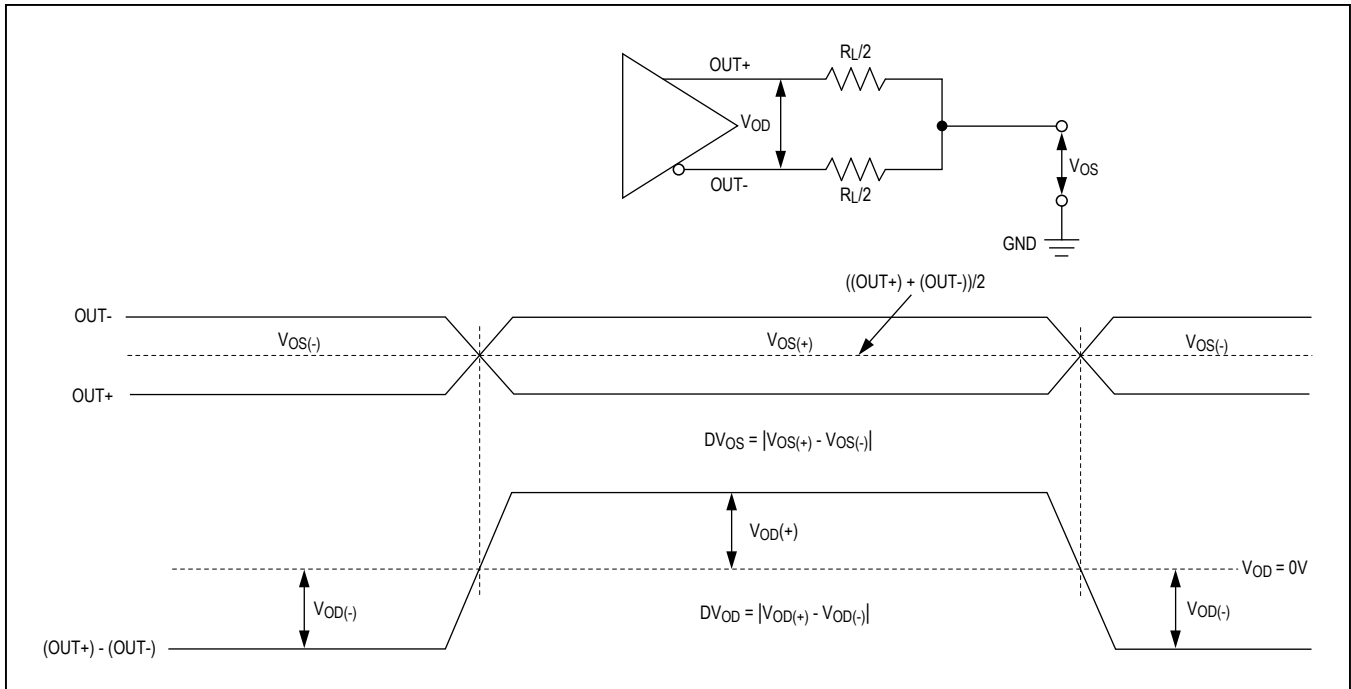 OUT+
RL/2
VOD
OUT-
RL/2
VOS
GND
((OUT+) + (OUT-))/2
OUT-
VOS(-)
VOS(+)
VOS(-)
OUT+
DVOS = |VOS(+) - VOS(-)|
VOD(+)
VOD = 0V
VOD(-)
DVOD = |VOD(+) - VOD(-)|
VOD(-)
(OUT+) - (OUT-)